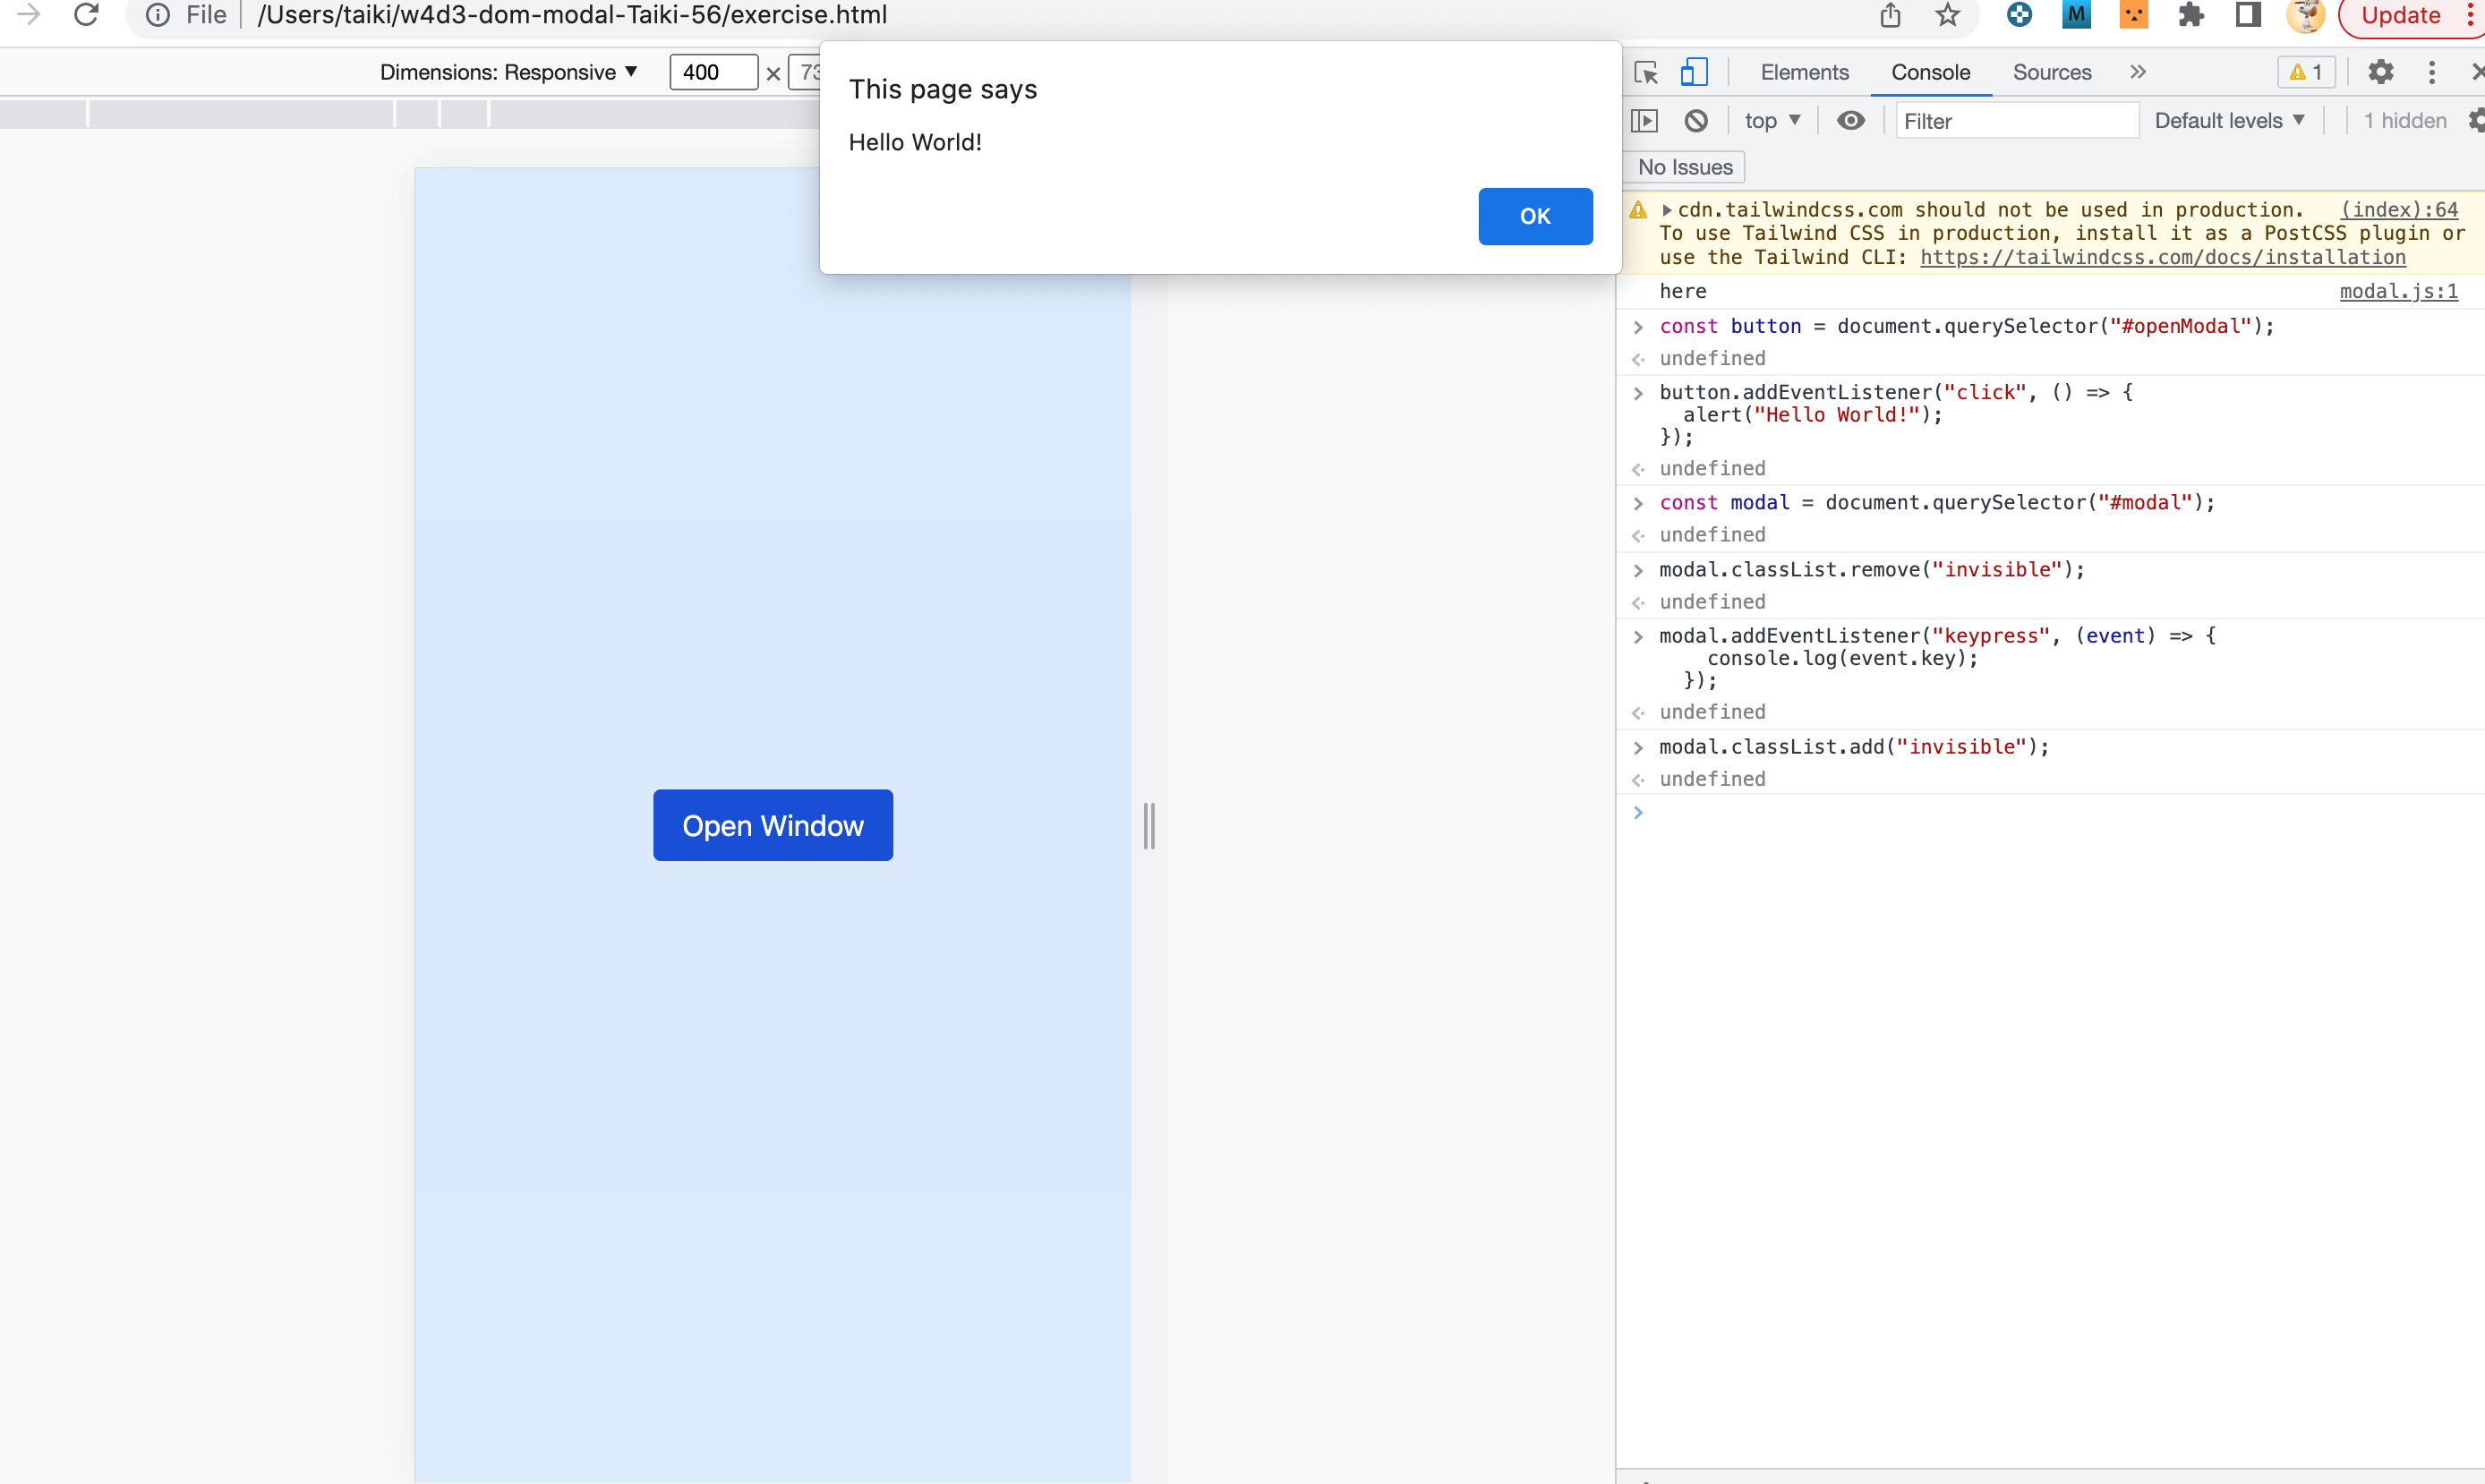 File
/Users/taiki/w4d3-dom-modal-Taiki-56/exercise.html
M
Update
Dimensions: Responsive
400
×
73
This page says
Hello World!
OK
Open Window
Elements
Console
Sources
1
top
Filter
Default levels
1 hidden
No Issues
cdn.tailwindcss.com should not be used in production. (index):64
To use Tailwind CSS in production, install it as a PostCSS plugin or
use the Tailwind CLI: https://tailwindcss.com/docs/installation
here modal.js:1
const button = document.querySelector("#openModal");
undefined
button.addEventListener("click", () => {
alert("Hello World!");
});
undefined
const modal = document.querySelector("#modal");
undefined
modal.classList.remove("invisible");
undefined
modal.addEventListener("keypress", (event) => {
console.log(event.key);
});
undefined
modal.classList.add("invisible");
undefined